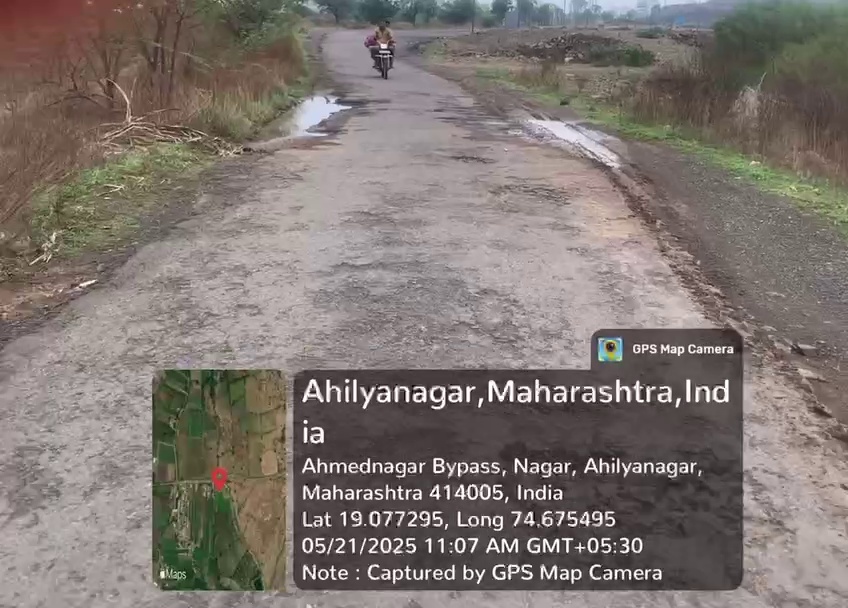 GPS Map Camera
Ahilyanagar,Maharashtra,Ind
ia
Ahmednagar Bypass, Nagar, Ahilyanagar,
Maharashtra 414005, India
Lat 19.077295, Long 74.675495
05/21/2025 11:07 AM GMT+05:30
Note : Captured by GPS Map Camera
Maps